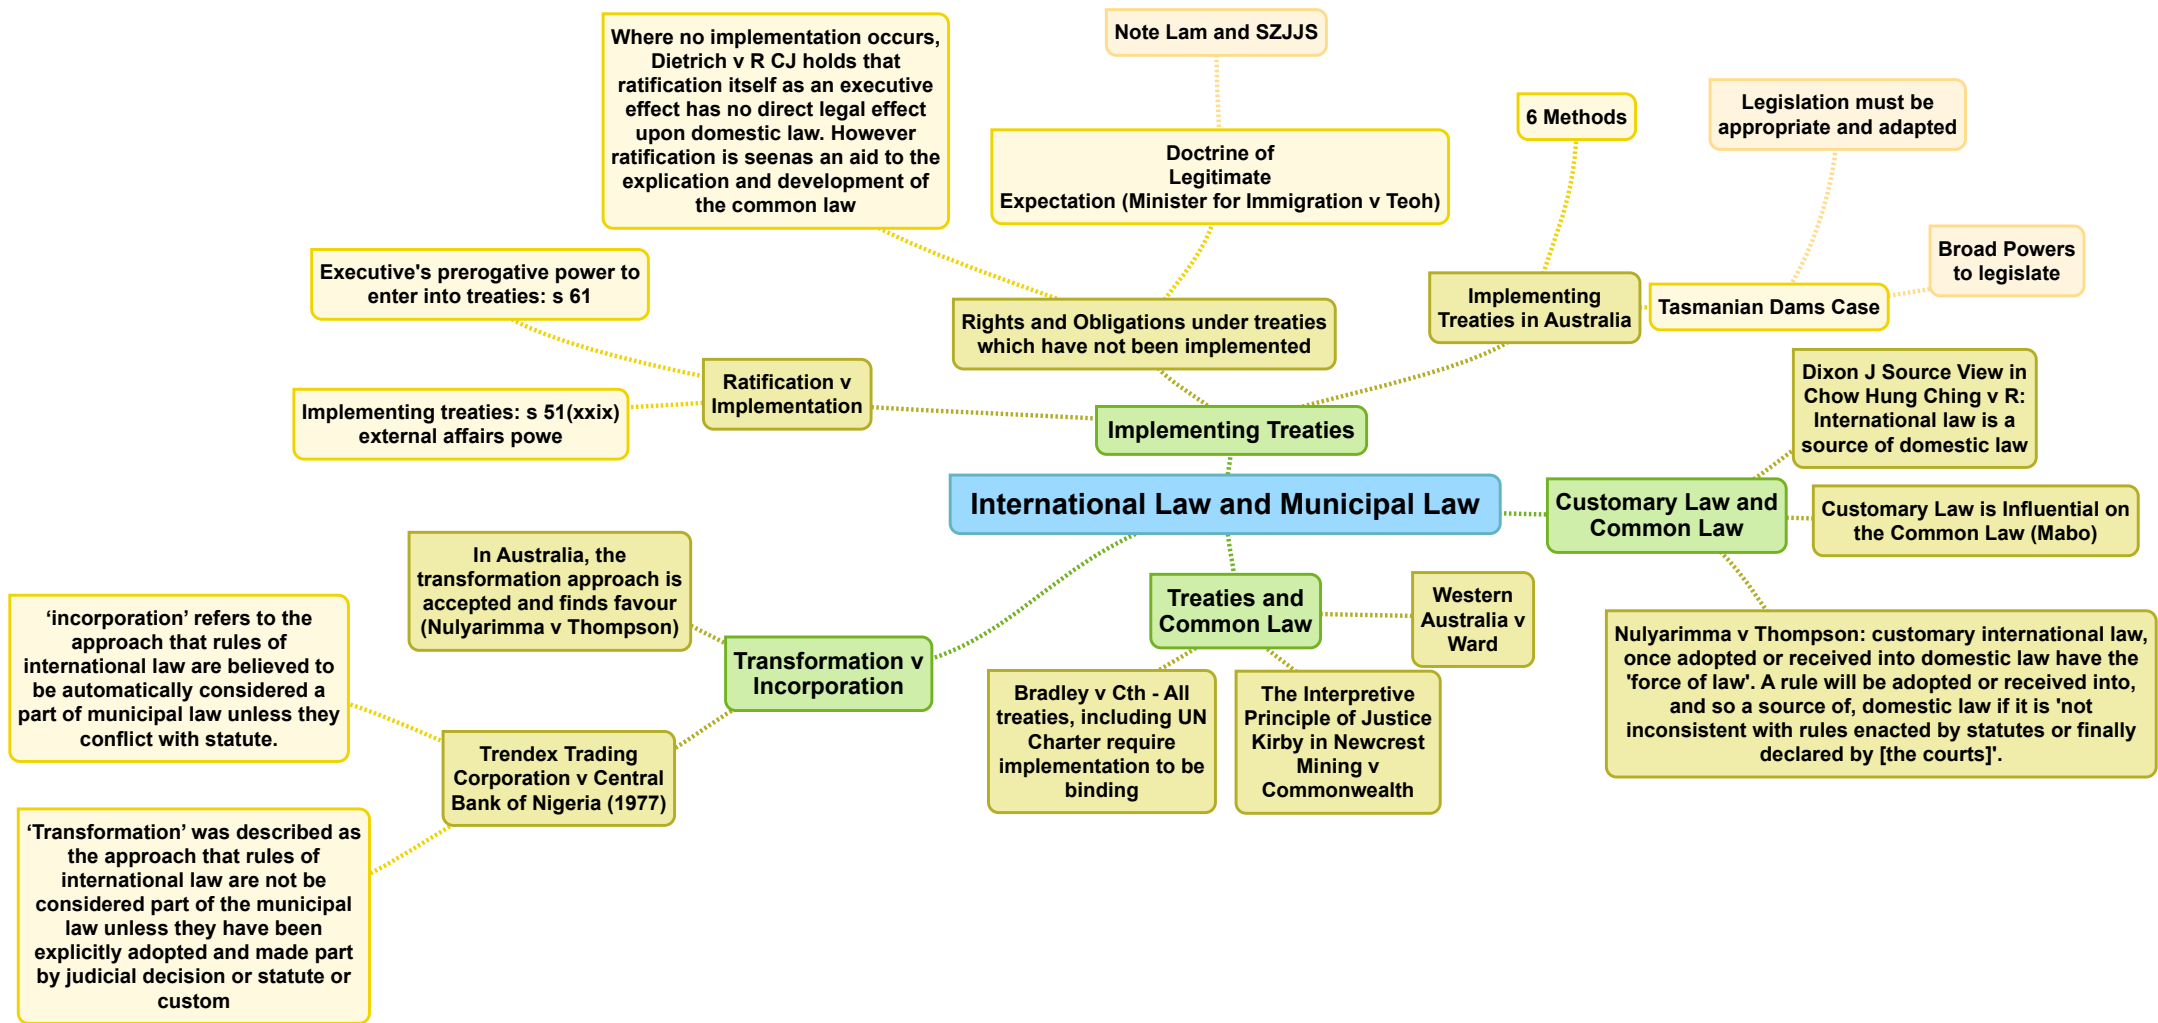 Where no implementation occurs,
Dietrich v R CJ holds that
ratification itself as an executive
effect has no direct legal effect
upon domestic law. However
ratification is seenas an aid to the
explication and development of
the common law
Note Lam and SZJJS
Doctrine of
Legitimate
Expectation (Minister for Immigration v Teoh)
6 Methods
Legislation must be
appropriate and adapted
Broad Powers
to legislate
Executive's prerogative power to
enter into treaties: s 61
Rights and Obligations under treaties
which have not been implemented
Implementing
Treaties in Australia
Tasmanian Dams Case
Ratification v
Implementation
Implementing treaties: s 51(xxix)
external affairs powe
Implementing Treaties
Dixon J Source View in
Chow Hung Ching v R:
International law is a
source of domestic law
International Law and Municipal Law
Customary Law and
Common Law
Customary Law is Influential on
the Common Law (Mabo)
In Australia, the
transformation approach is
accepted and finds favour
(Nulyarimma v Thompson)
Treaties and
Common Law
Western
Australia v
Ward
‘incorporation’ refers to the
approach that rules of
international law are believed to
be automatically considered a
part of municipal law unless they
conflict with statute.
Transformation v
Incorporation
Bradley v Cth - All
treaties, including UN
Charter require
implementation to be
binding
The Interpretive
Principle of Justice
Kirby in Newcrest
Mining v
Commonwealth
Nulyarimma v Thompson: customary international law,
once adopted or received into domestic law have the
'force of law'. A rule will be adopted or received into,
and so a source of, domestic law if it is 'not
inconsistent with rules enacted by statutes or finally
declared by [the courts]'.
Trendex Trading
Corporation v Central
Bank of Nigeria (1977)
‘Transformation’ was described as
the approach that rules of
international law are not be
considered part of the municipal
law unless they have been
explicitly adopted and made part
by judicial decision or statute or
custom